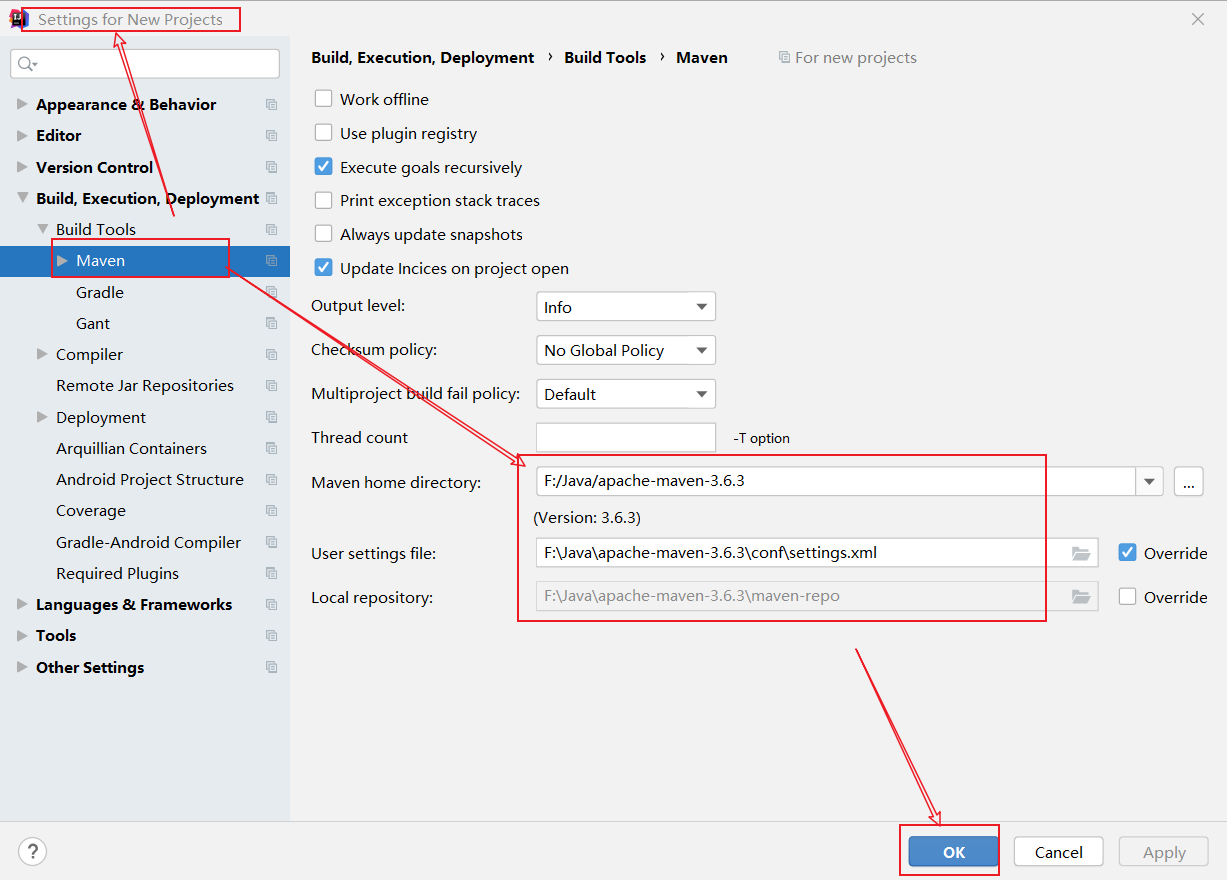 Settings for New Projects
Appearance & Behavior
Editor
Version Control
Build, Execution, Deployment
Build Tools
Maven
Gradle
Gant
Compiler
Remote Jar Repositories
Deployment
Arquillian Containers
Android Project Structure
Coverage
Gradle-Android Compiler
Required Plugins
Languages & Frameworks
Tools
Other Settings
Build, Execution, Deployment › Build Tools › Maven For new projects
Work offline
Use plugin registry
Execute goals recursively
Print exception stack traces
Always update snapshots
Update Incices on project open
Output level: Info
Checksum policy: No Global Policy
Multiproject build fail policy: Default
Thread count -T option
Maven home directory: F:/Java/apache-maven-3.6.3 ...
(Version: 3.6.3)
User settings file: F:\Java\apache-maven-3.6.3\conf\settings.xml Override
Local repository: F:\Java\apache-maven-3.6.3\maven-repo Override
? OK Cancel Apply